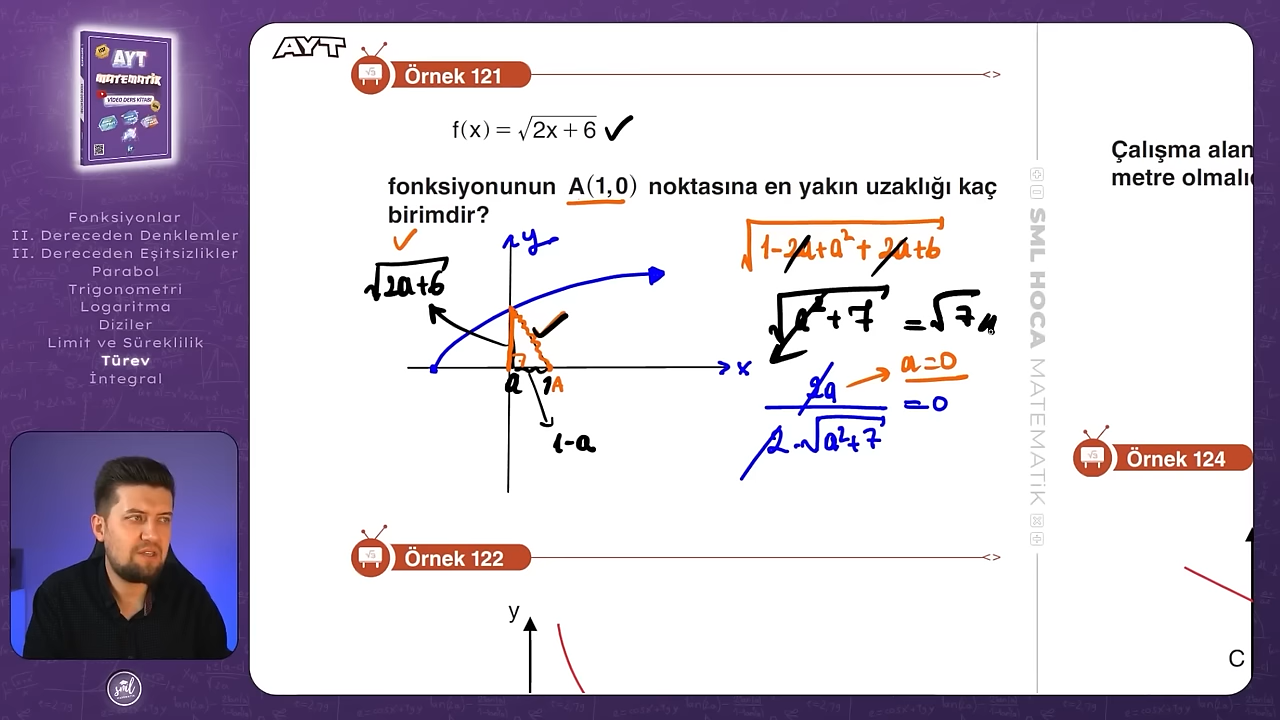 AYT
MATEMATİK
VİDEO DERS KİTABI
Fonksiyonlar
II. Dereceden Denklemler
II. Dereceden Eşitsizlikler
Parabol
Trigonometri
Logaritma
Diziler
Limit ve Süreklilik
Türev
İntegral
sml
AYT
Örnek 121
f(x) = √2x + 6 ✓
fonksiyonunun A(1,0) noktasına en yakın uzaklığı kaç
birimdir?
√2a+6
y
x
a
1A
1-a
√1-2a+a²+2a+6
√a²+7 = √7
2a
2·√a²+7
= 0
a=0
Örnek 122
y
SML HOCA MATEMATİK
Çalışma alan
metre olmalı
Örnek 124
C